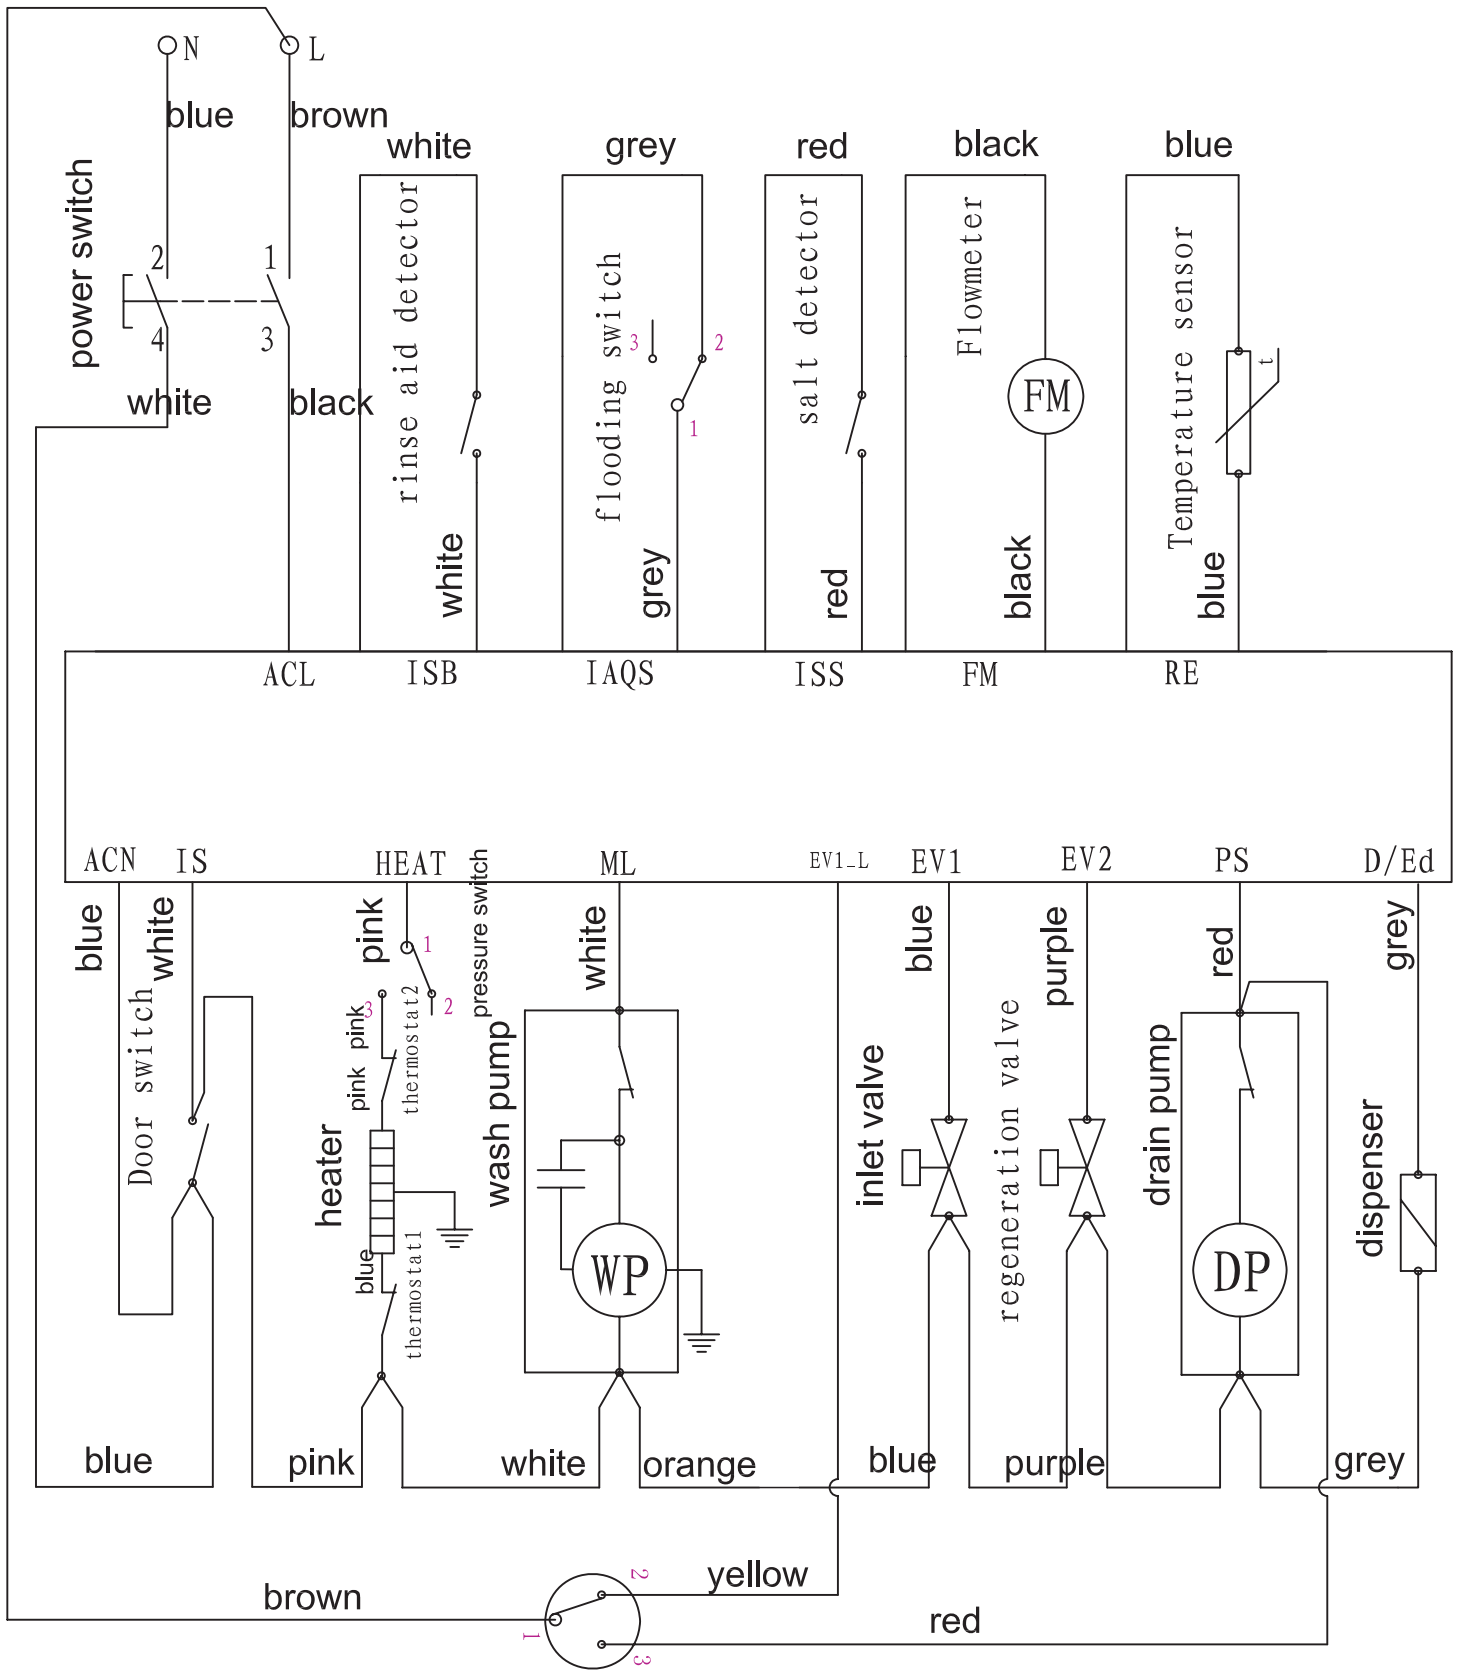 N
L
blue
brown
white
grey
red
black
blue
power switch
2
1
4
3
white
black
rinse aid detector
flooding switch
3
2
1
salt detector
Flowmeter
FM
Temperature sensor
t
white
grey
red
black
blue
ACL
ISB
IAQS
ISS
FM
RE
ACN
IS
HEAT
ML
EV1-L
EV1
EV2
PS
D/Ed
blue
white
pink
pressure switch
white
blue
purple
red
grey
1
3
2
Door switch
pink
pink
thermostat2
heater
blue
thermostat1
wash pump
WP
inlet valve
regeneration valve
drain pump
DP
dispenser
blue
pink
white
orange
blue
purple
grey
brown
2
1
3
yellow
red